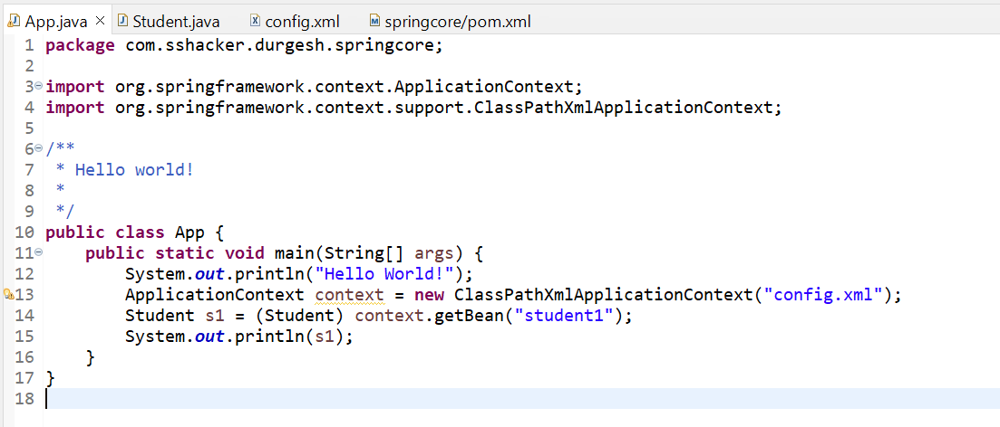 App.java Student.java config.xml springcore/pom.xml
1 package com.sshacker.durgesh.springcore;
2
3 import org.springframework.context.ApplicationContext;
4 import org.springframework.context.support.ClassPathXmlApplicationContext;
5
6 /**
7  * Hello world!
8  *
9  */
10 public class App {
11     public static void main(String[] args) {
12         System.out.println("Hello World!");
13         ApplicationContext context = new ClassPathXmlApplicationContext("config.xml");
14         Student s1 = (Student) context.getBean("student1");
15         System.out.println(s1);
16     }
17 }
18